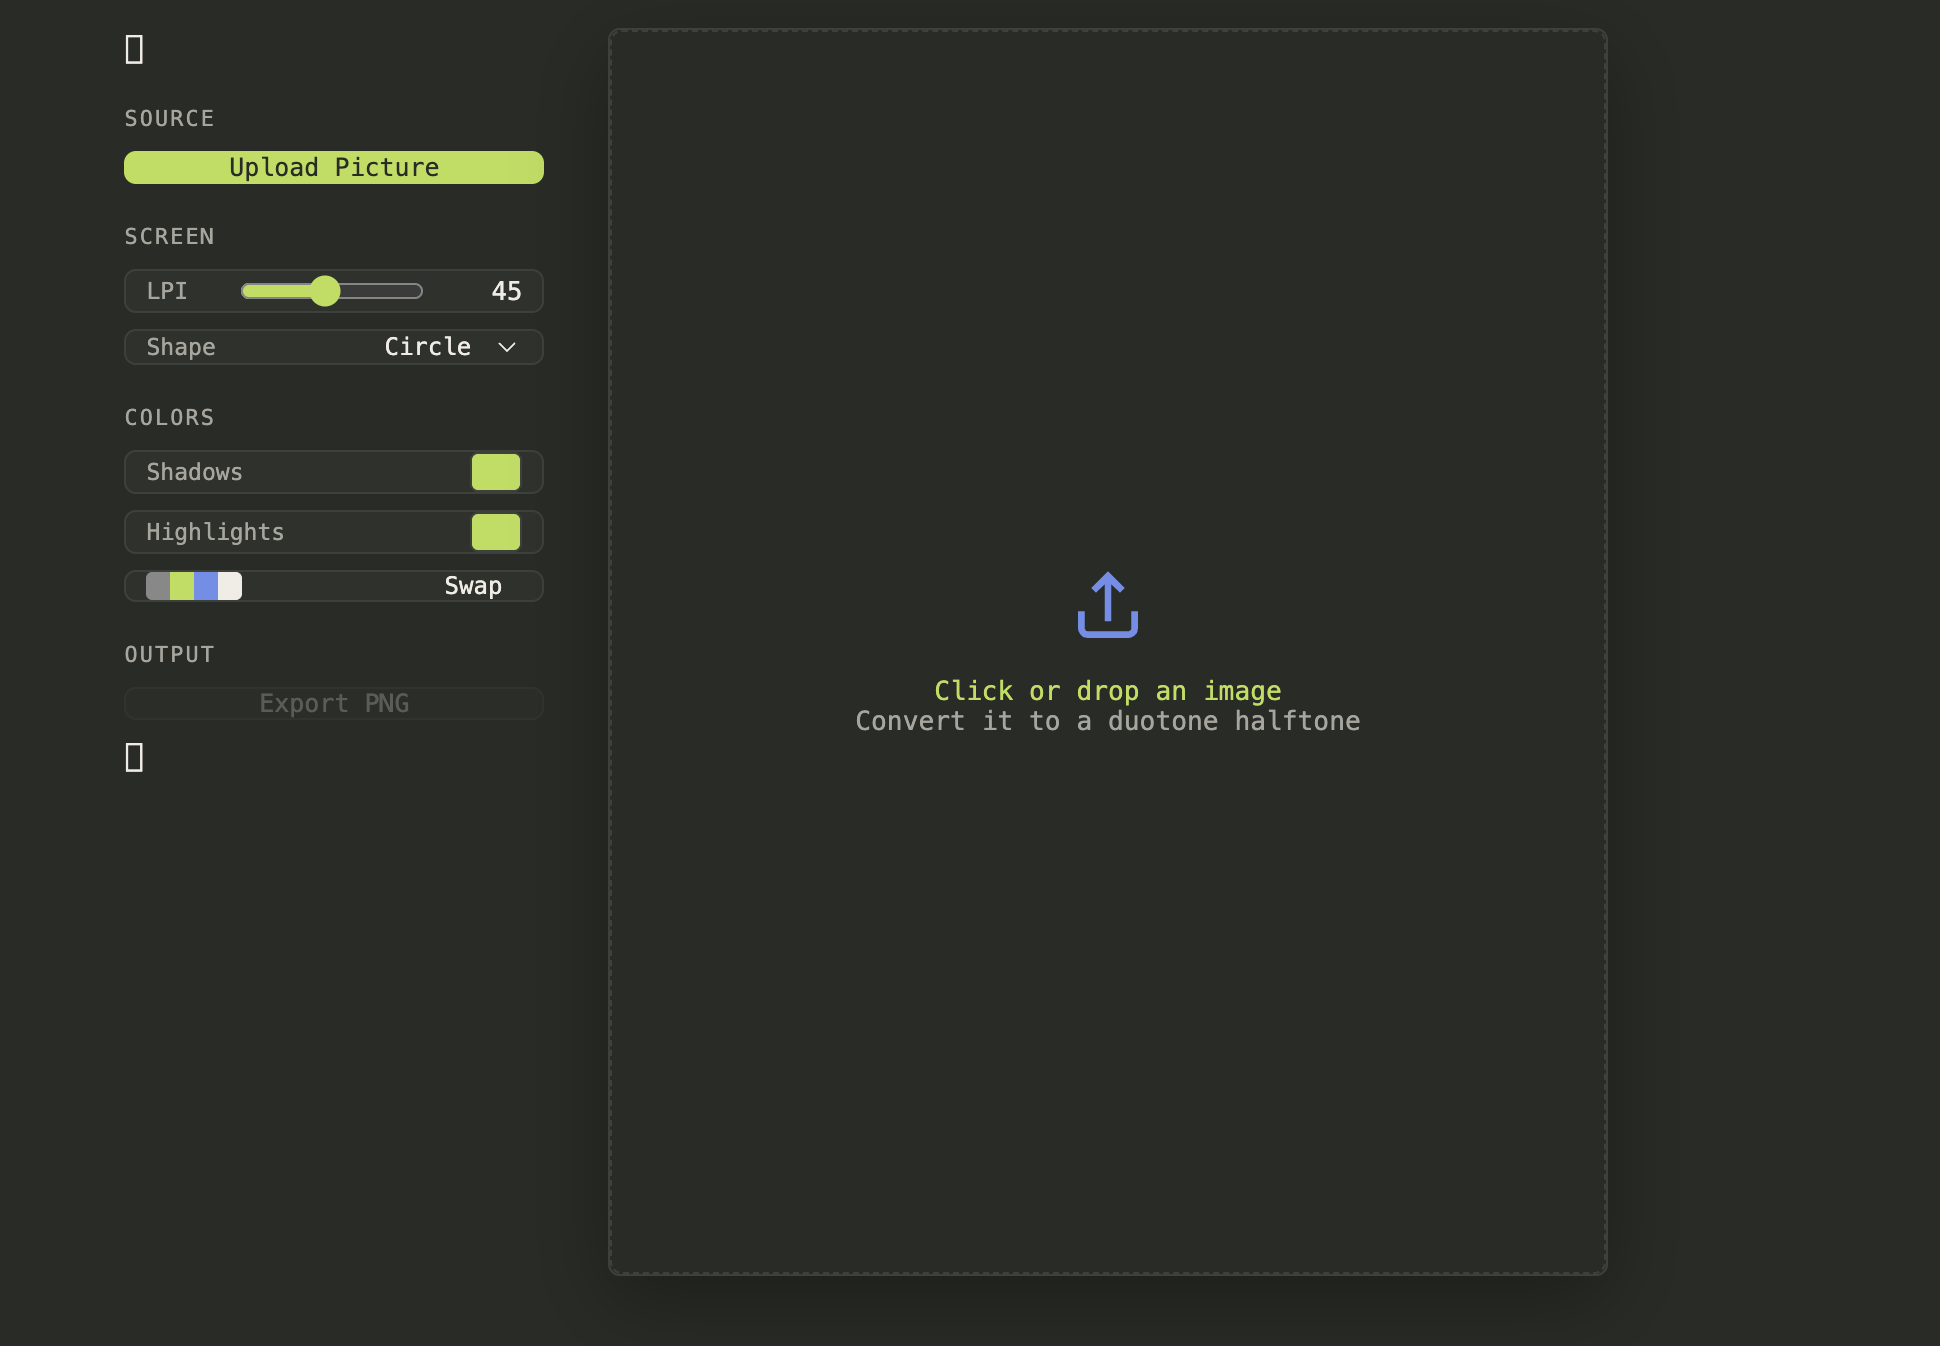 SOURCE
Upload Picture
SCREEN
LPI 45
Shape Circle
COLORS
Shadows
Highlights
Swap
OUTPUT
Export PNG
Click or drop an image
Convert it to a duotone halftone